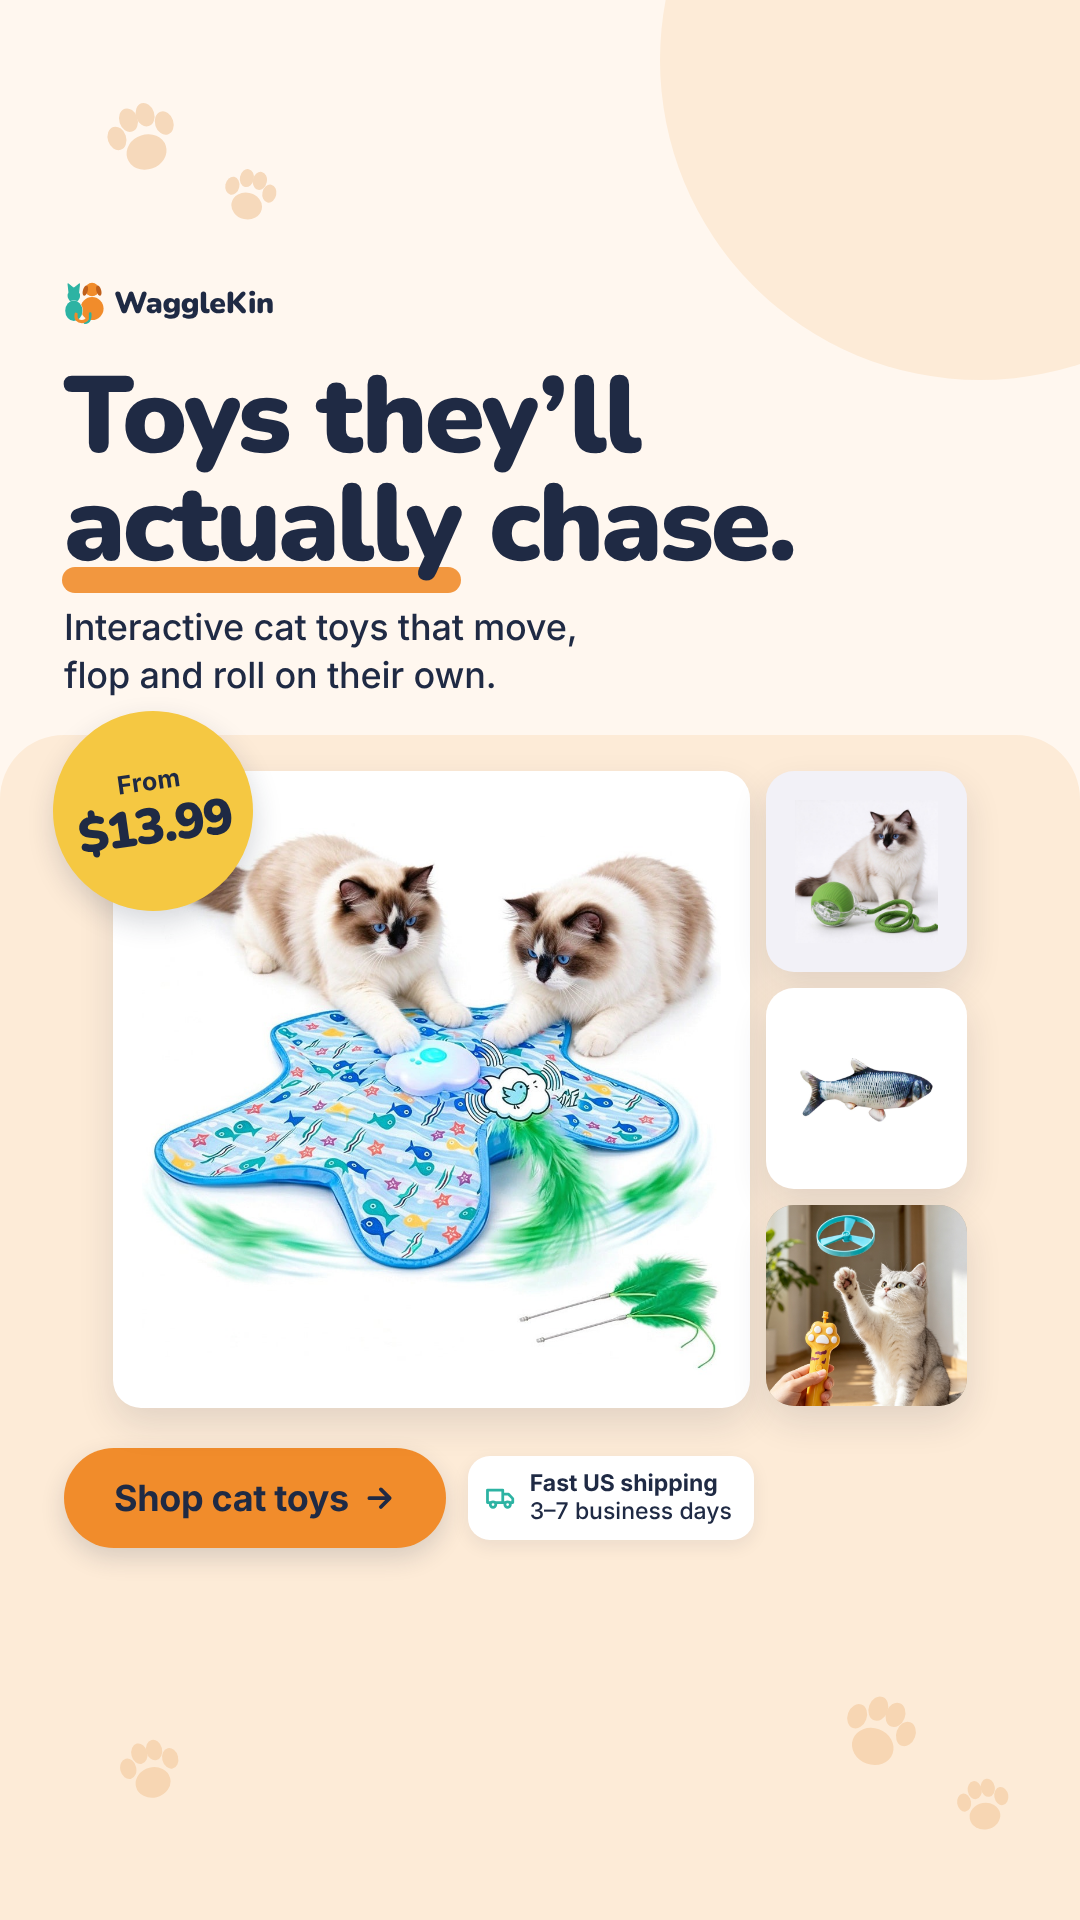 WaggleKin
Toys they’ll
actually chase.
Interactive cat toys that move,
flop and roll on their own.
From
$13.99
Shop cat toys →
Fast US shipping
3–7 business days